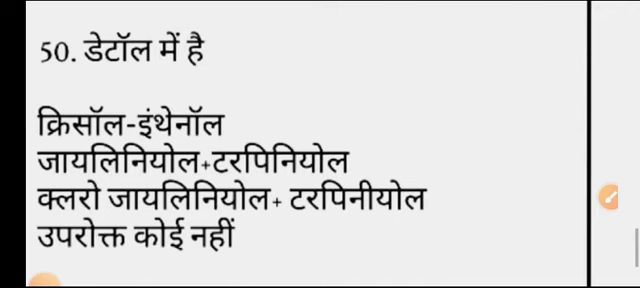 50. डेटॉल में है
क्रिसॉल-इंथेनॉल
जायलिनियोल+टरपिनियोल
क्लरो जायलिनियोल+ टरपिनीयोल
उपरोक्त कोई नहीं